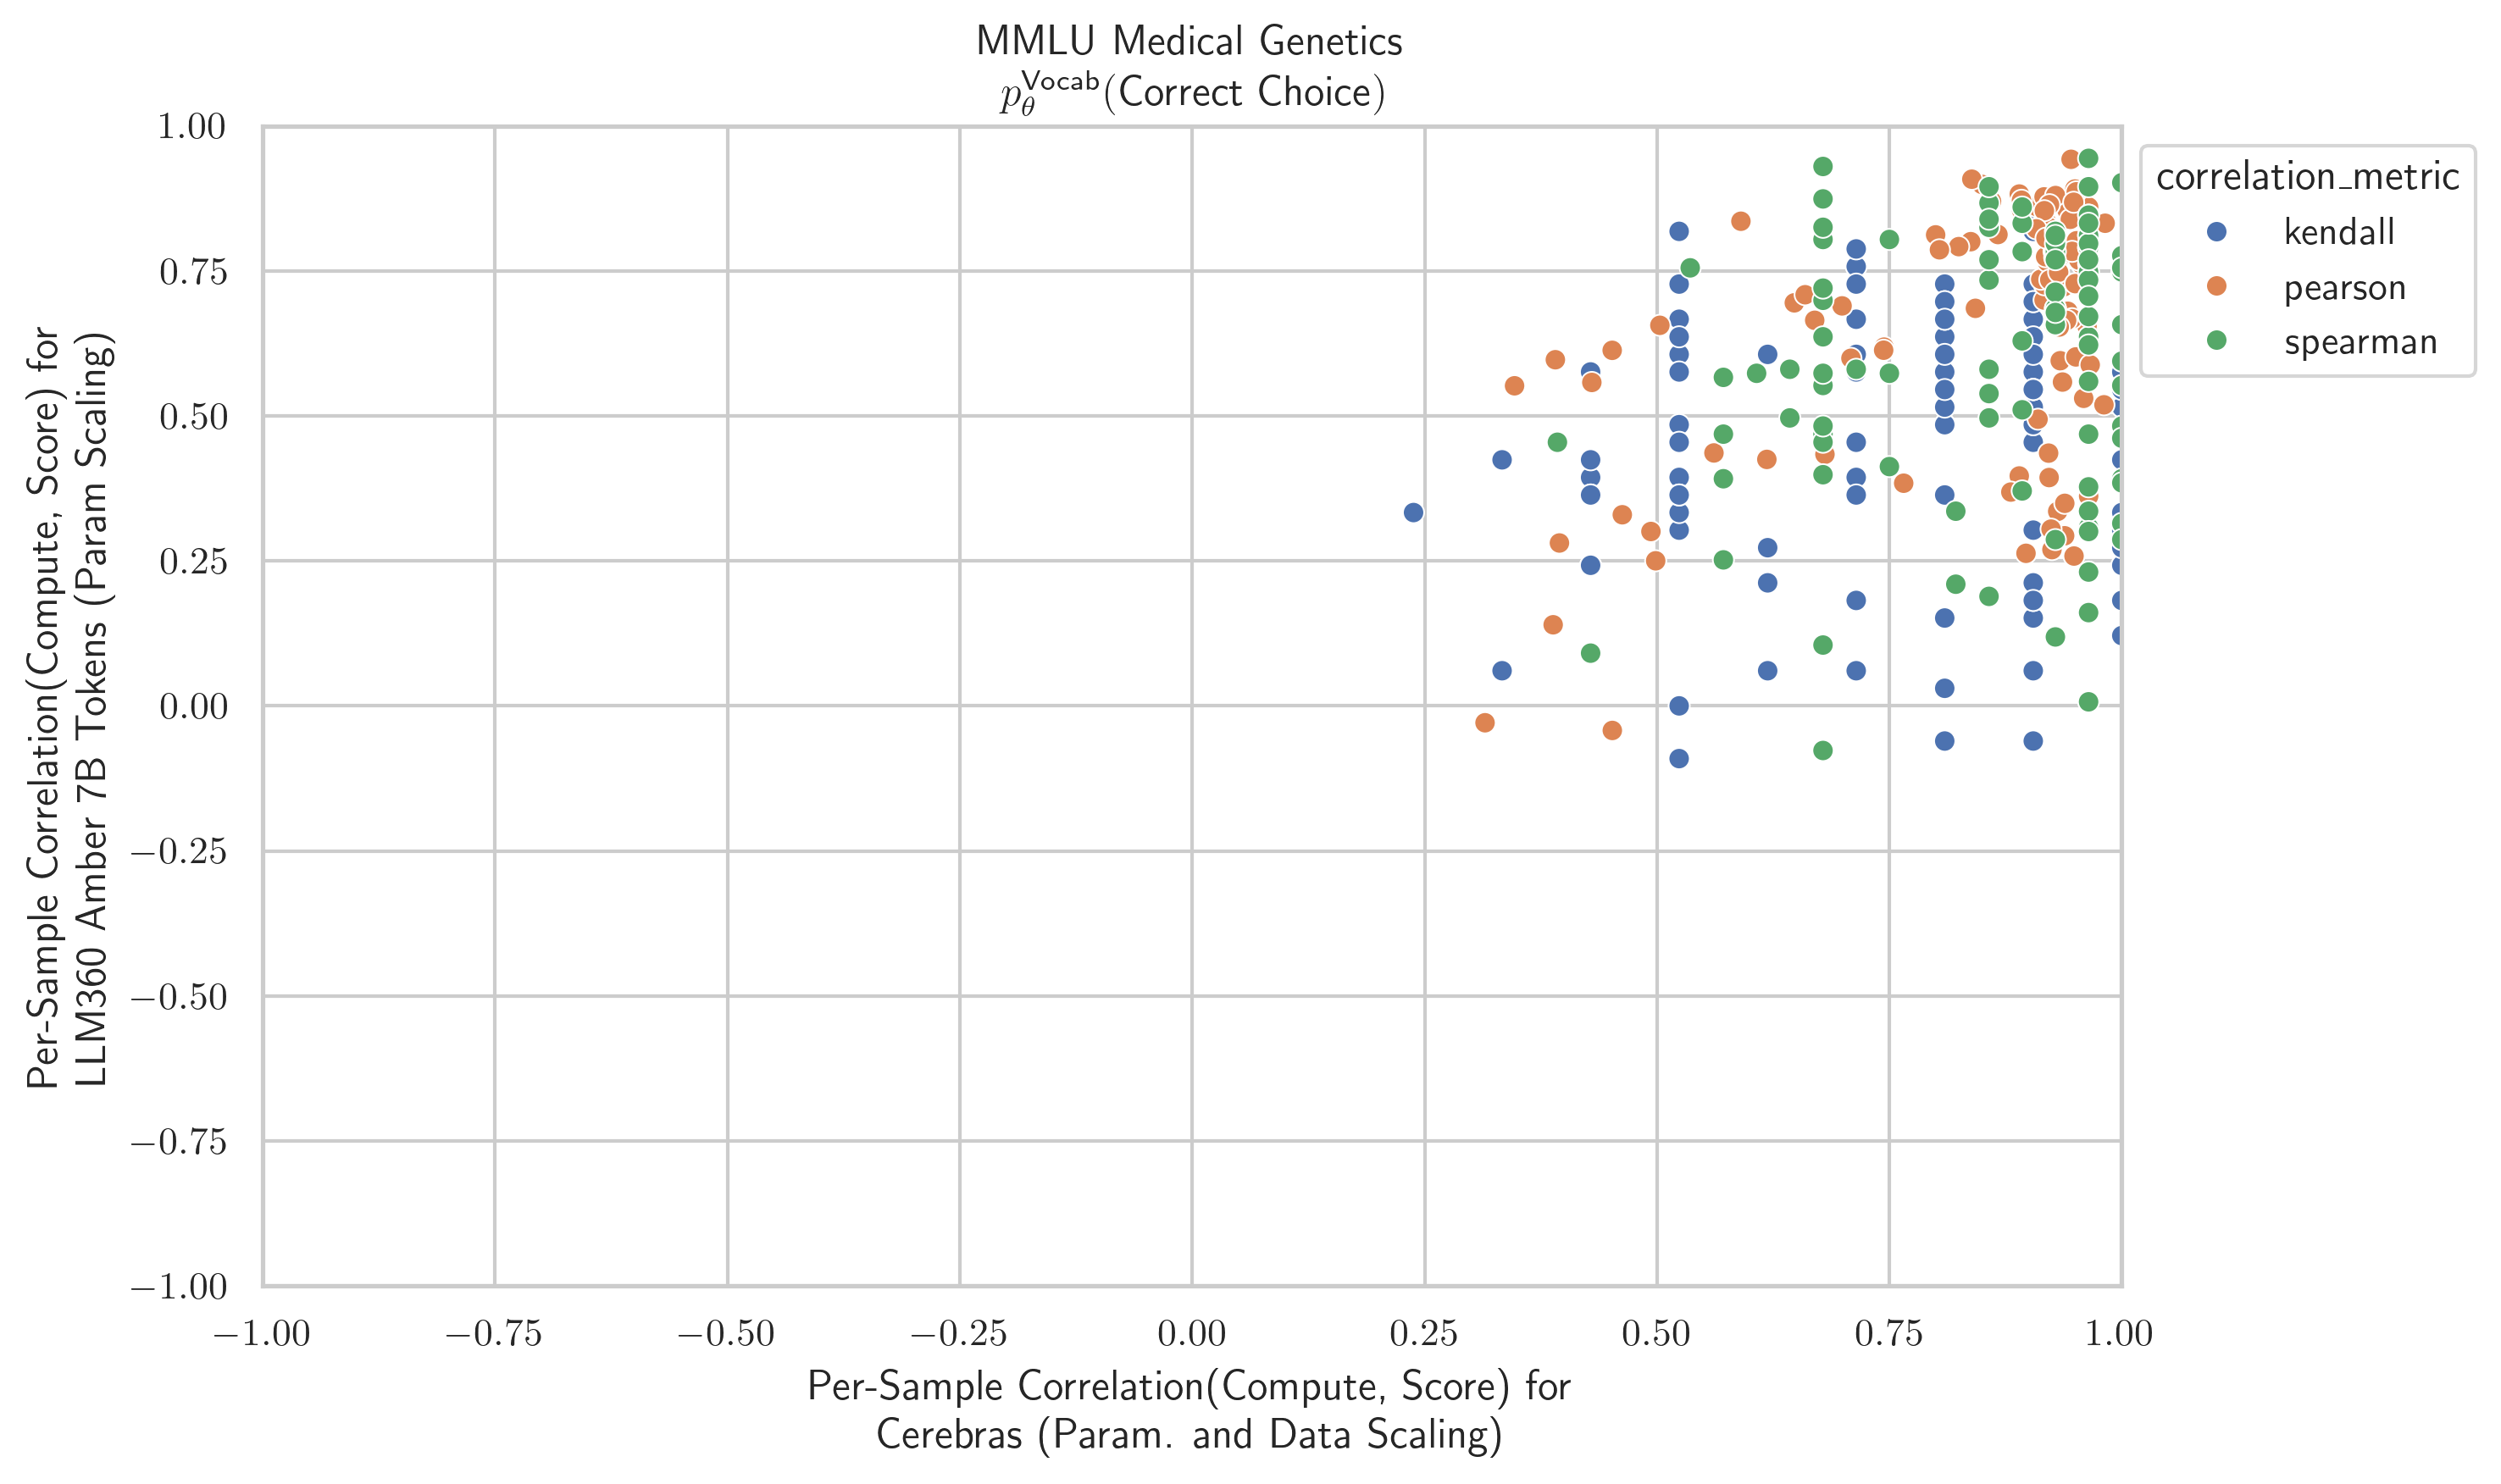 MMLU Medical Genetics
p_θ^Vocab(Correct Choice)
Per-Sample Correlation(Compute, Score) for
LLM360 Amber 7B Tokens (Param Scaling)
1.00
0.75
0.50
0.25
0.00
−0.25
−0.50
−0.75
−1.00
correlation_metric
kendall
pearson
spearman
−1.00 −0.75 −0.50 −0.25 0.00 0.25 0.50 0.75 1.00
Per-Sample Correlation(Compute, Score) for
Cerebras (Param. and Data Scaling)